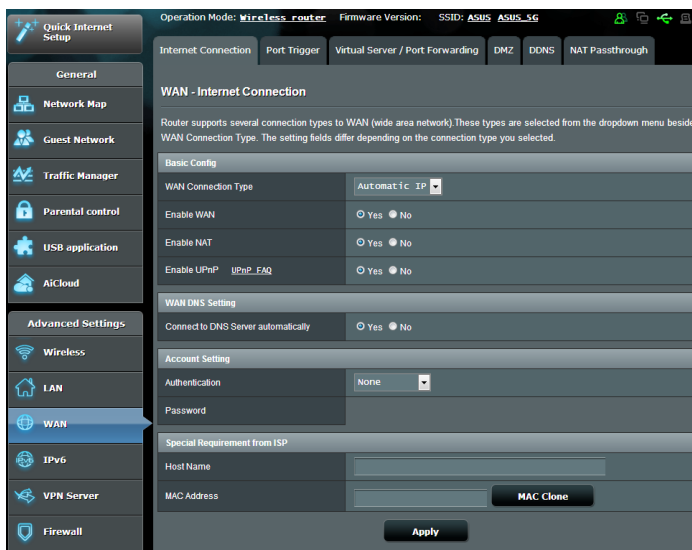 Quick Internet
Setup
General
Network Map
Guest Network
Traffic Manager
Parental control
USB application
AiCloud
Advanced Settings
Wireless
LAN
WAN
IPv6
VPN Server
Firewall
Operation Mode: Wireless router Firmware Version: SSID: ASUS ASUS_5G
Internet Connection Port Trigger Virtual Server / Port Forwarding DMZ DDNS NAT Passthrough
WAN - Internet Connection
Router supports several connection types to WAN (wide area network).These types are selected from the dropdown menu beside
WAN Connection Type. The setting fields differ depending on the connection type you selected.
Basic Config
WAN Connection Type Automatic IP
Enable WAN Yes No
Enable NAT Yes No
Enable UPnP UPnP FAQ Yes No
WAN DNS Setting
Connect to DNS Server automatically Yes No
Account Setting
Authentication None
Password
Special Requirement from ISP
Host Name
MAC Address MAC Clone
Apply